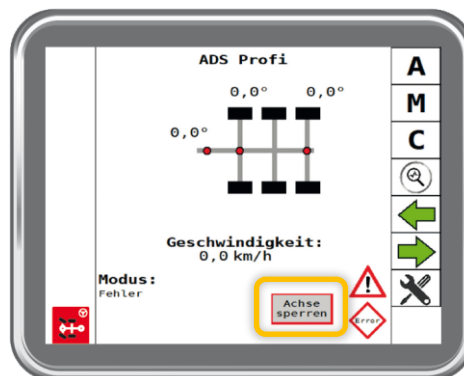 ADS Profi
0,0° 0,0°
0,0°
Geschwindigkeit:
0,0 km/h
Modus:
Fehler
Achse
sperren
Error
A
M
C